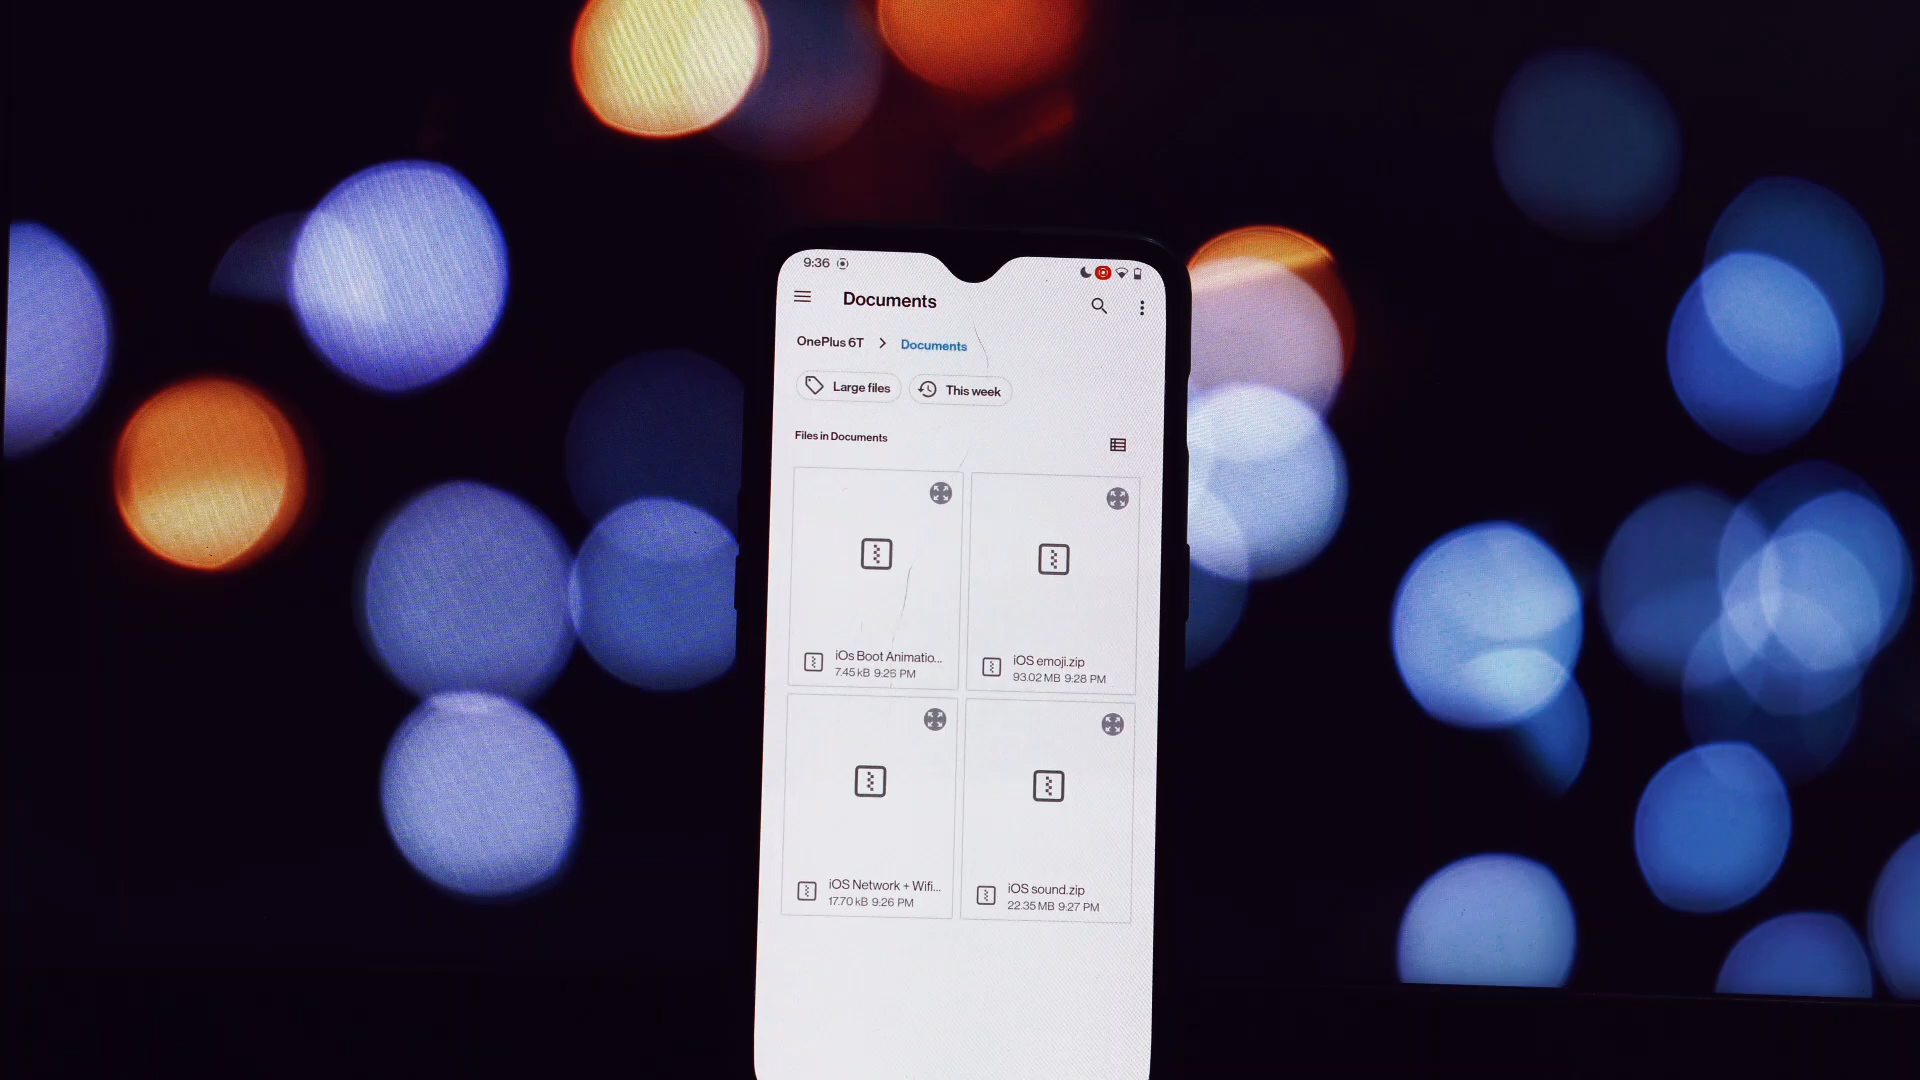 9:36
Documents
OnePlus 6T > Documents
Large files
This week
Files in Documents
iOs Boot Animatio...
7.45 kB 9:26 PM
iOS emoji.zip
93.02 MB 9:28 PM
iOS Network + Wifi...
17.70 kB 9:26 PM
iOS sound.zip
22.35 MB 9:27 PM